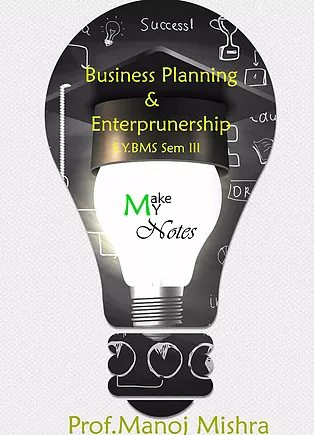 Success!
Business Planning
&
Enterprunership
.Y.BMS Sem III
Make
MY
Notes
Prof.Manoj Mishra